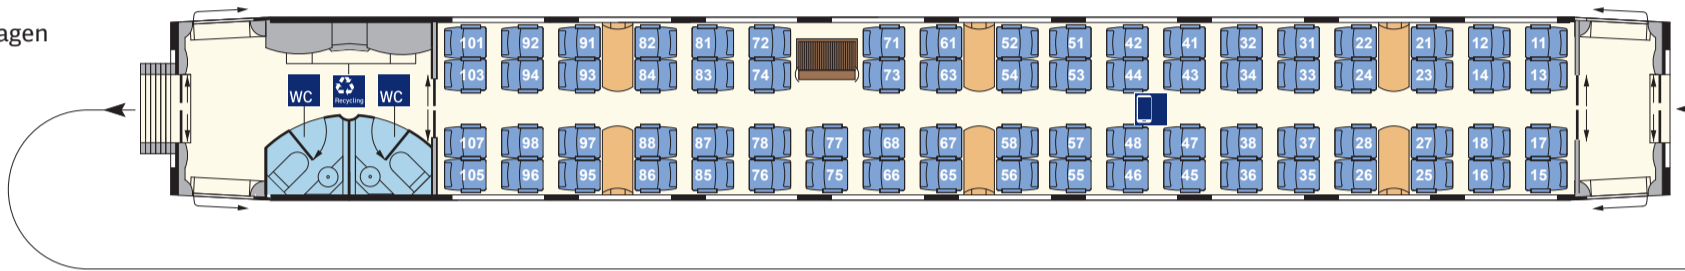 agen
101 92 91 82 81 72 71 61 52 51 42 41 32 31 22 21 12 11
103 94 93 84 83 74 73 63 54 53 44 43 34 33 24 23 14 13
WC Recycling WC
107 98 97 88 87 78 77 68 67 58 57 48 47 38 37 28 27 18 17
105 96 95 86 85 76 75 66 65 56 55 46 45 36 35 26 25 16 15